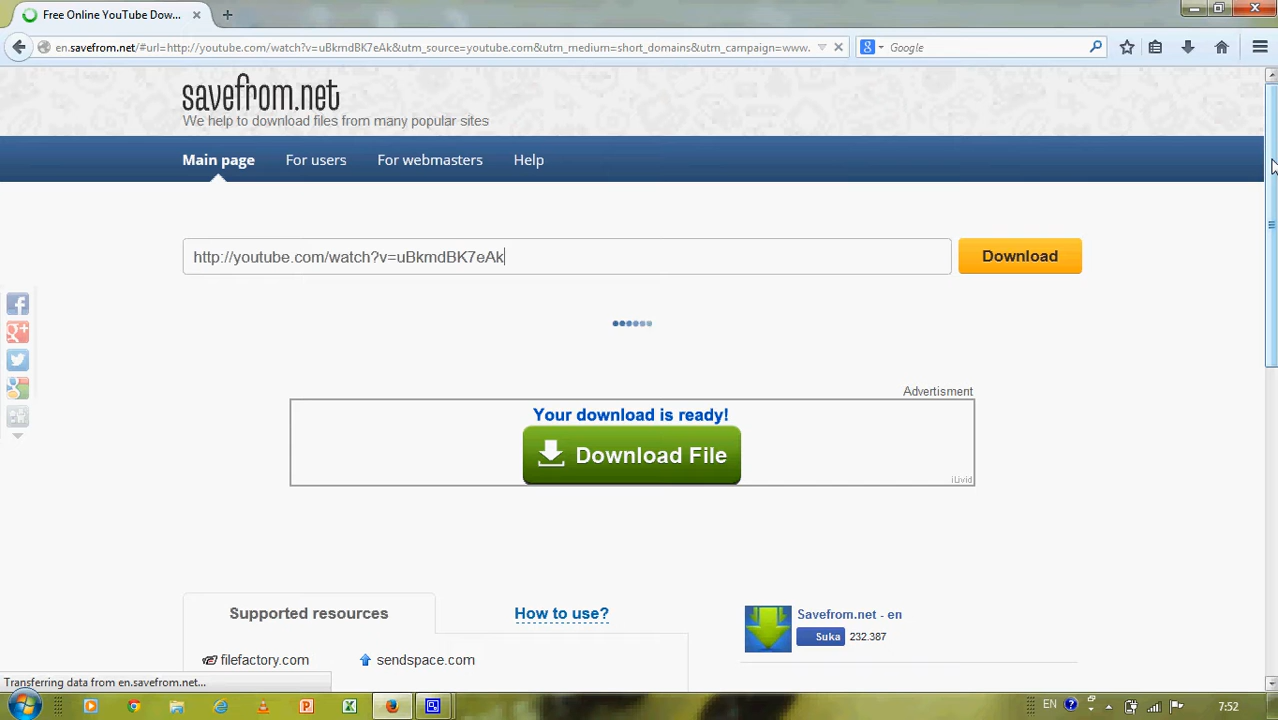 Free Online YouTube Dow...
en.savefrom.net/#url=http://youtube.com/watch?v=uBkmdBK7eAk&utm_source=youtube.com&utm_medium=short_domains&utm_campaign=www.
Google
savefrom.net
We help to download files from many popular sites
Main page
For users
For webmasters
Help
http://youtube.com/watch?v=uBkmdBK7eAk
Download
Advertisment
Your download is ready!
Download File
iLivid
Supported resources
How to use?
Savefrom.net - en
Suka 232.387
filefactory.com
sendspace.com
Transferring data from en.savefrom.net...
EN
7:52